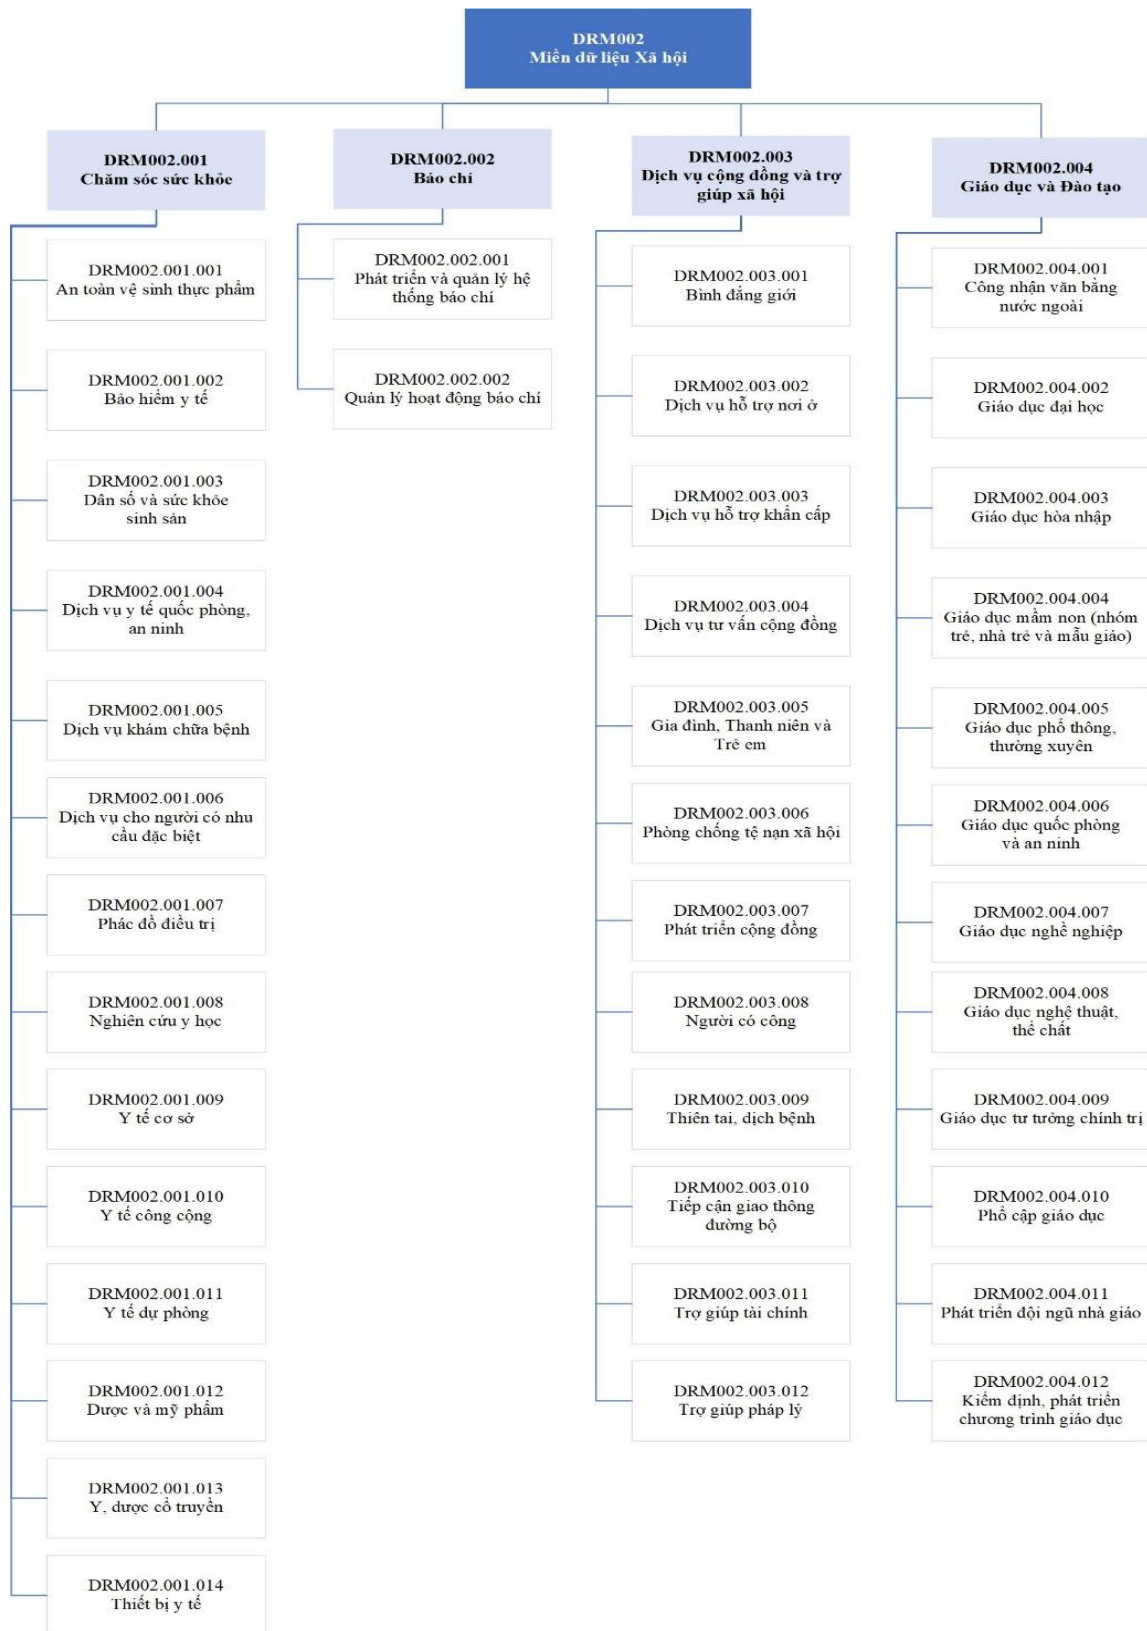 DRM002
Miền dữ liệu Xã hội
DRM002.001
Chăm sóc sức khỏe
DRM002.001.001
An toàn vệ sinh thực phẩm
DRM002.001.002
Bảo hiểm y tế
DRM002.001.003
Dân số và sức khỏe
sinh sản
DRM002.001.004
Dịch vụ y tế quốc phòng,
an ninh
DRM002.001.005
Dịch vụ khám chữa bệnh
DRM002.001.006
Dịch vụ cho người có nhu
cầu đặc biệt
DRM002.001.007
Phác đồ điều trị
DRM002.001.008
Nghiên cứu y học
DRM002.001.009
Y tế cơ sở
DRM002.001.010
Y tế công cộng
DRM002.001.011
Y tế dự phòng
DRM002.001.012
Dược và mỹ phẩm
DRM002.001.013
Y, dược cổ truyền
DRM002.001.014
Thiết bị y tế
DRM002.002
Báo chí
DRM002.002.001
Phát triển và quản lý hệ
thống báo chí
DRM002.002.002
Quản lý hoạt động báo chí
DRM002.003
Dịch vụ cộng đồng và trợ
giúp xã hội
DRM002.003.001
Bình đẳng giới
DRM002.003.002
Dịch vụ hỗ trợ nơi ở
DRM002.003.003
Dịch vụ hỗ trợ khẩn cấp
DRM002.003.004
Dịch vụ tư vấn cộng đồng
DRM002.003.005
Gia đình, Thanh niên và
Trẻ em
DRM002.003.006
Phòng chống tệ nạn xã hội
DRM002.003.007
Phát triển cộng đồng
DRM002.003.008
Người có công
DRM002.003.009
Thiên tai, dịch bệnh
DRM002.003.010
Tiếp cận giao thông
đường bộ
DRM002.003.011
Trợ giúp tài chính
DRM002.003.012
Trợ giúp pháp lý
DRM002.004
Giáo dục và Đào tạo
DRM002.004.001
Công nhận văn bằng
nước ngoài
DRM002.004.002
Giáo dục đại học
DRM002.004.003
Giáo dục hòa nhập
DRM002.004.004
Giáo dục mầm non (nhóm
trẻ, nhà trẻ và mẫu giáo)
DRM002.004.005
Giáo dục phổ thông,
thường xuyên
DRM002.004.006
Giáo dục quốc phòng
và an ninh
DRM002.004.007
Giáo dục nghề nghiệp
DRM002.004.008
Giáo dục nghệ thuật,
thể chất
DRM002.004.009
Giáo dục tư tưởng chính trị
DRM002.004.010
Phổ cập giáo dục
DRM002.004.011
Phát triển đội ngũ nhà giáo
DRM002.004.012
Kiểm định, phát triển
chương trình giáo dục